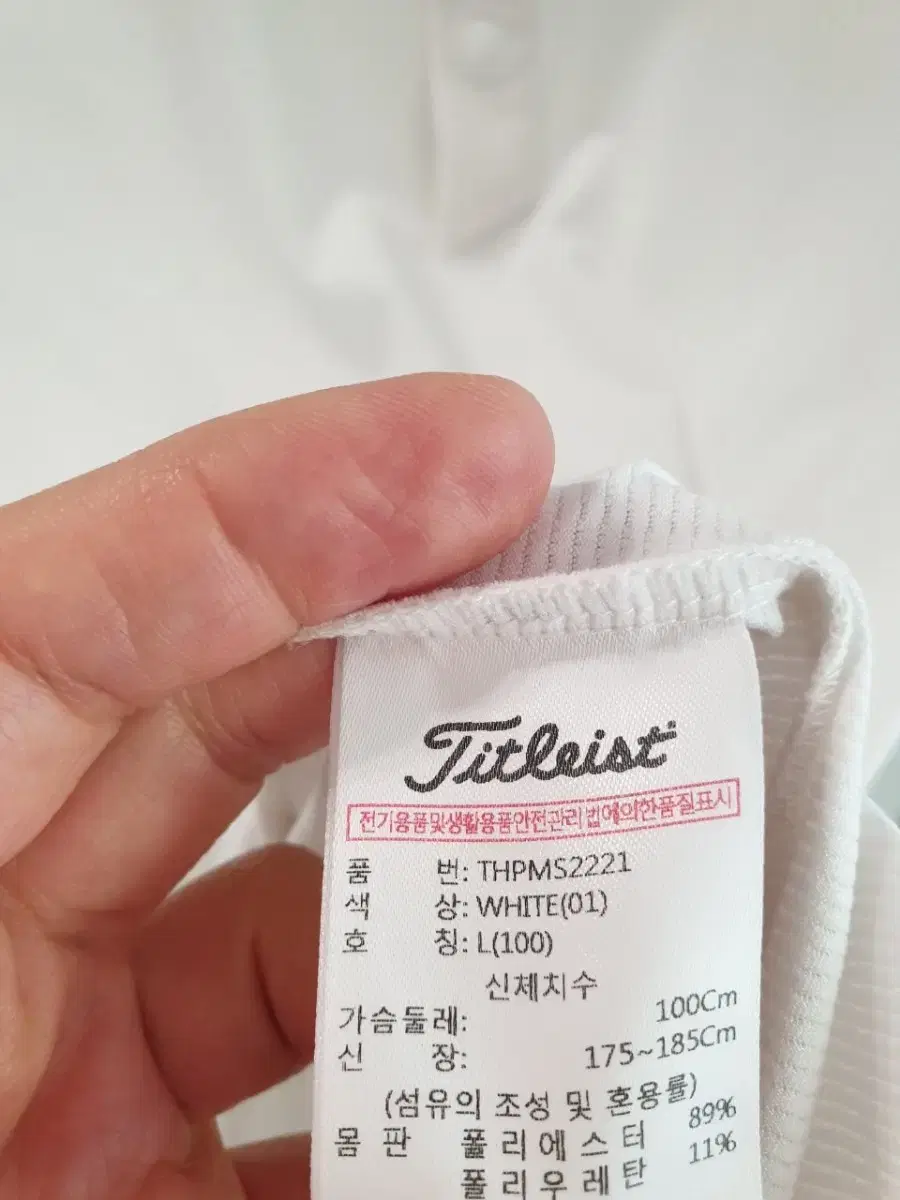 Titleist
전기용품및생활용품안전관리법에의한품질표시
품 번: THPMS2221
색 상: WHITE(01)
호 칭: L(100)
신체치수
가슴둘레: 100Cm
신 장: 175~185Cm
(섬유의 조성 및 혼용률)
몸 판 폴리에스터 89%
폴리우레탄 11%